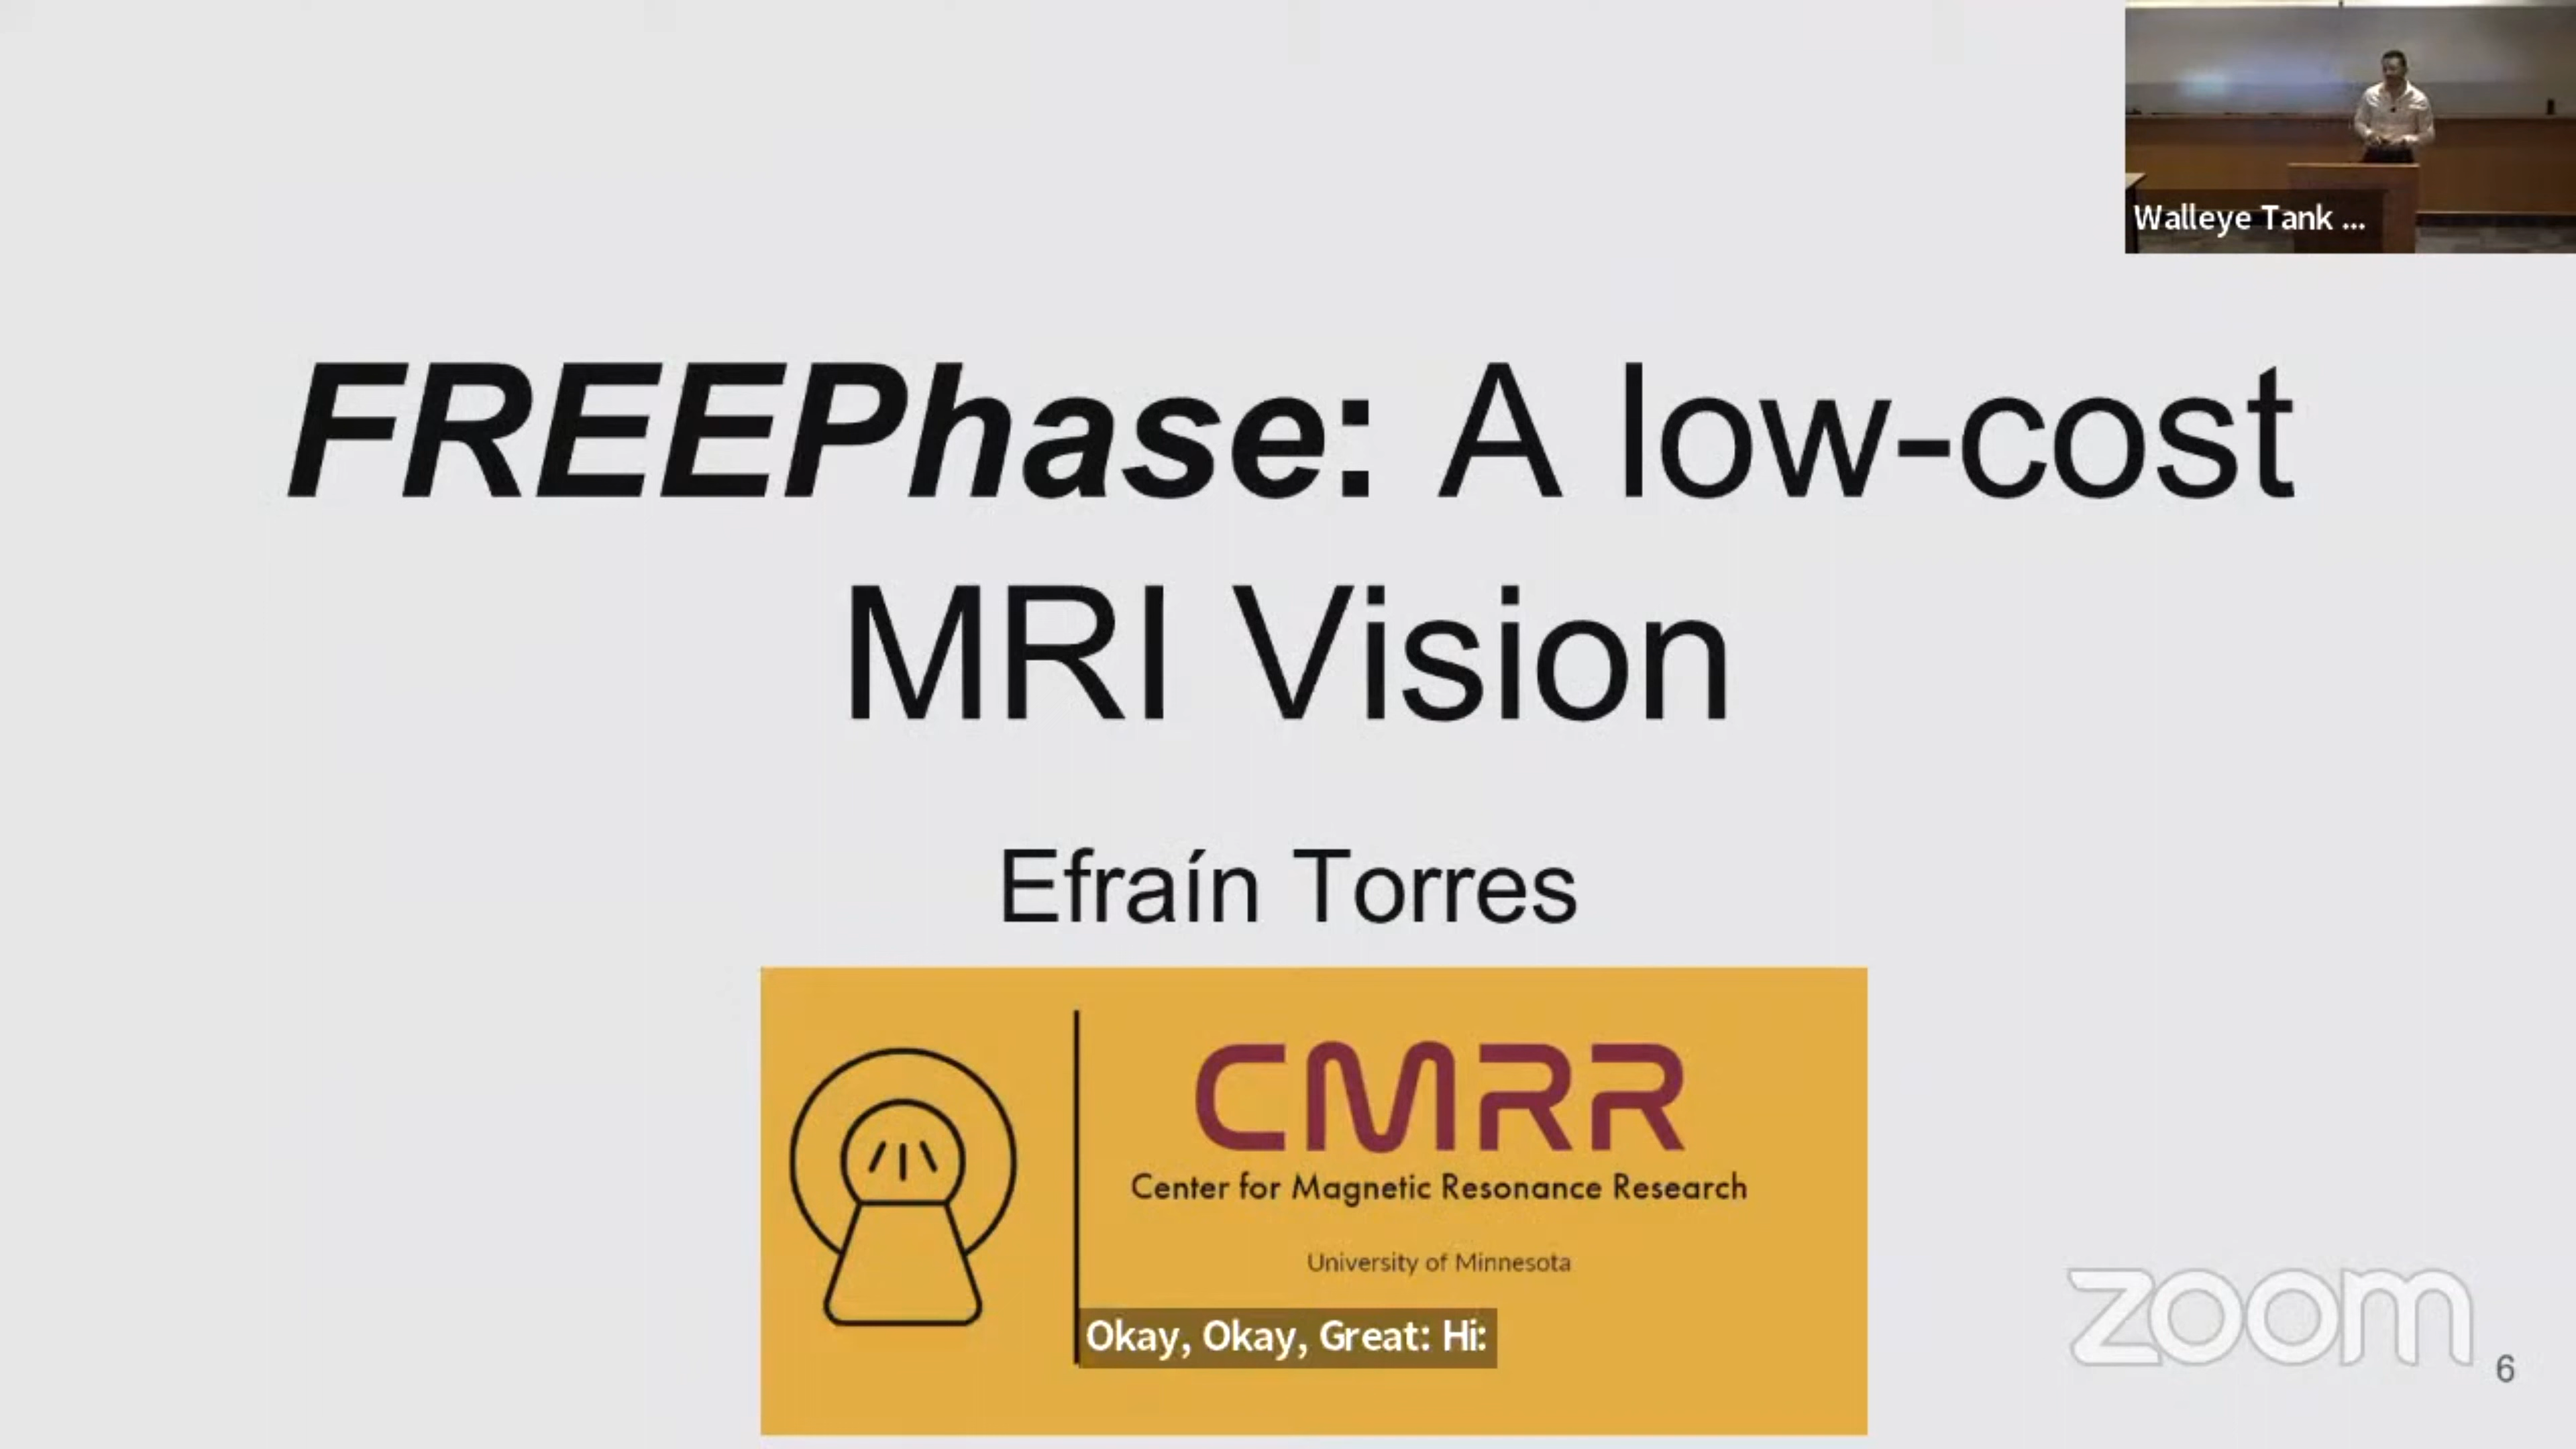 Walleye Tank ...
FREEPhase: A low-cost
MRI Vision
Efraín Torres
CMRR
Center for Magnetic Resonance Research
University of Minnesota
Okay, Okay, Great: Hi:
zoom
6